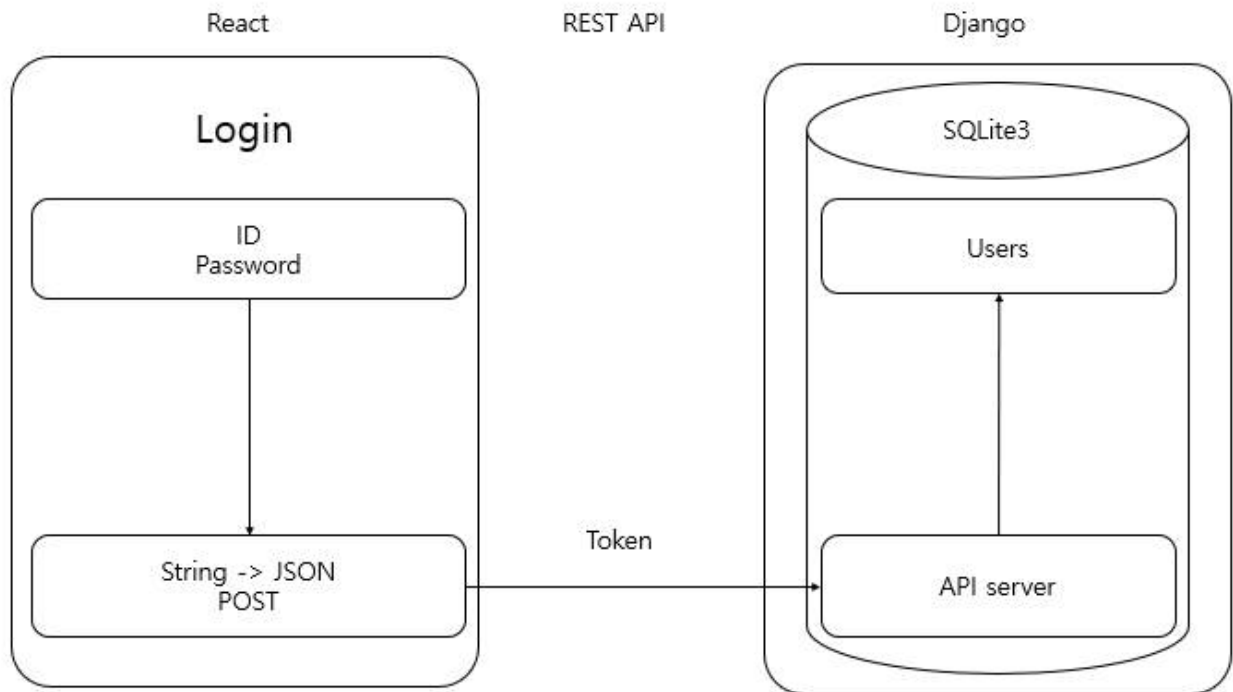 React
REST API
Django
Login
ID
Password
String -> JSON
POST
Token
SQLite3
Users
API server